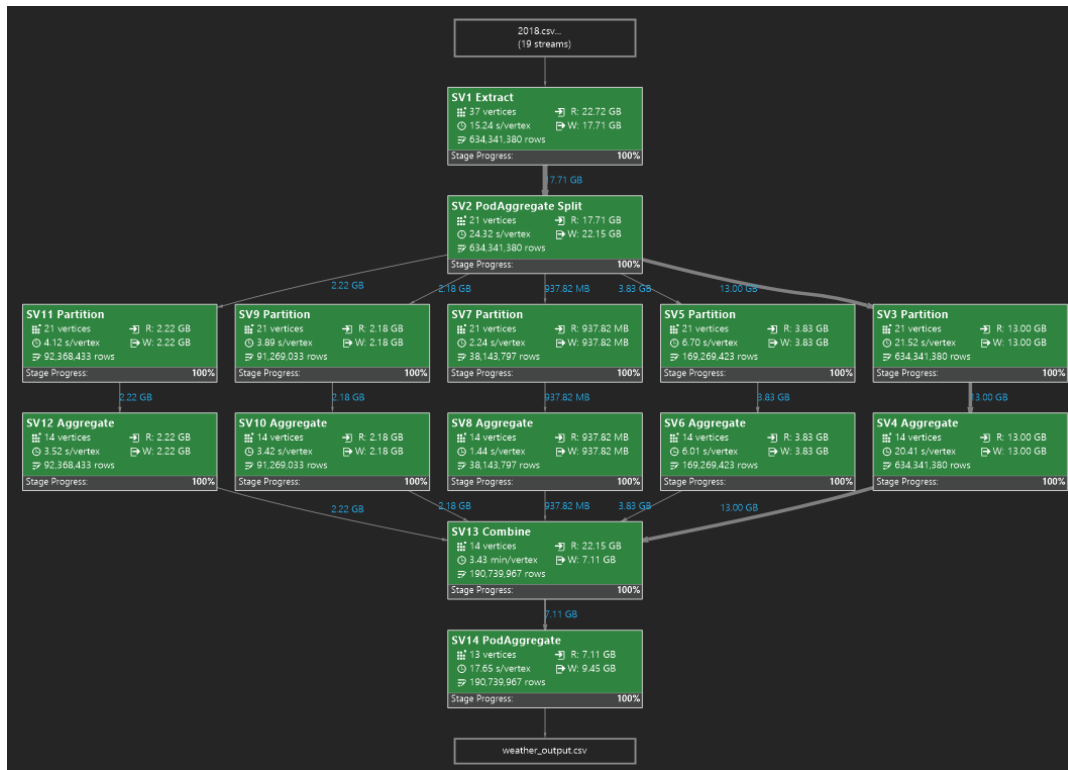 2018.csv...
(19 streams)
SV1 Extract
37 vertices R: 22.72 GB
15.24 s/vertex W: 17.71 GB
634,341,380 rows
Stage Progress: 100%
17.71 GB
SV2 PodAggregate Split
21 vertices R: 17.71 GB
24.32 s/vertex W: 22.15 GB
634,341,380 rows
Stage Progress: 100%
2.22 GB
2.18 GB
937.82 MB
3.83 GB
13.00 GB
SV11 Partition
21 vertices R: 2.22 GB
4.12 s/vertex W: 2.22 GB
92,368,433 rows
Stage Progress: 100%
SV9 Partition
21 vertices R: 2.18 GB
3.89 s/vertex W: 2.18 GB
91,269,033 rows
Stage Progress: 100%
SV7 Partition
21 vertices R: 937.82 MB
2.24 s/vertex W: 937.82 MB
38,143,797 rows
Stage Progress: 100%
SV5 Partition
21 vertices R: 3.83 GB
6.70 s/vertex W: 3.83 GB
169,269,423 rows
Stage Progress: 100%
SV3 Partition
21 vertices R: 13.00 GB
21.52 s/vertex W: 13.00 GB
634,341,380 rows
Stage Progress: 100%
2.22 GB
2.18 GB
937.82 MB
3.83 GB
13.00 GB
SV12 Aggregate
14 vertices R: 2.22 GB
3.52 s/vertex W: 2.22 GB
92,368,433 rows
Stage Progress: 100%
SV10 Aggregate
14 vertices R: 2.18 GB
3.42 s/vertex W: 2.18 GB
91,269,033 rows
Stage Progress: 100%
SV8 Aggregate
14 vertices R: 937.82 MB
1.44 s/vertex W: 937.82 MB
38,143,797 rows
Stage Progress: 100%
SV6 Aggregate
14 vertices R: 3.83 GB
6.01 s/vertex W: 3.83 GB
169,269,423 rows
Stage Progress: 100%
SV4 Aggregate
14 vertices R: 13.00 GB
20.41 s/vertex W: 13.00 GB
634,341,380 rows
Stage Progress: 100%
2.22 GB
2.18 GB
937.82 MB
3.83 GB
13.00 GB
SV13 Combine
14 vertices R: 22.15 GB
3.43 min/vertex W: 7.11 GB
190,739,967 rows
Stage Progress: 100%
7.11 GB
SV14 PodAggregate
13 vertices R: 7.11 GB
17.65 s/vertex W: 9.45 GB
190,739,967 rows
Stage Progress: 100%
weather_output.csv